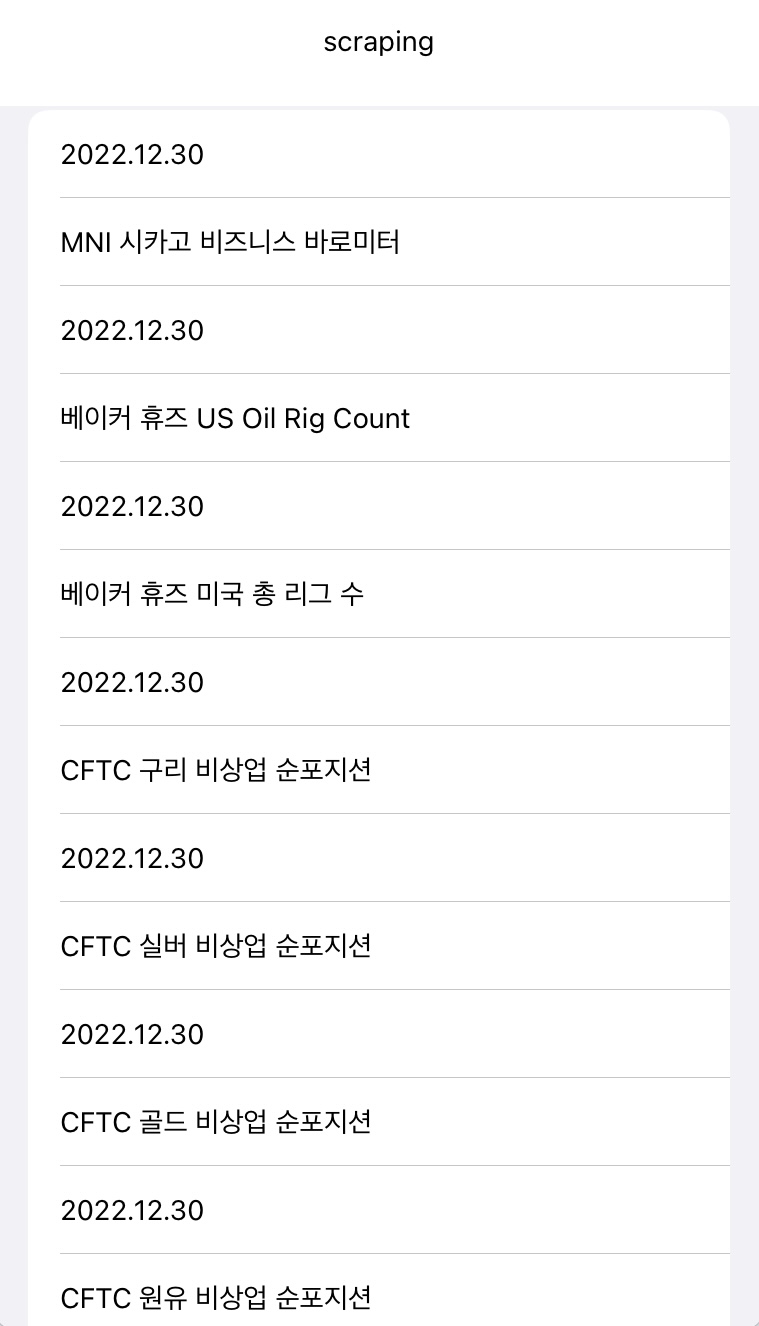 scraping
2022.12.30
MNI 시카고 비즈니스 바로미터
2022.12.30
베이커 휴즈 US Oil Rig Count
2022.12.30
베이커 휴즈 미국 총 리그 수
2022.12.30
CFTC 구리 비상업 순포지션
2022.12.30
CFTC 실버 비상업 순포지션
2022.12.30
CFTC 골드 비상업 순포지션
2022.12.30
CFTC 원유 비상업 순포지션